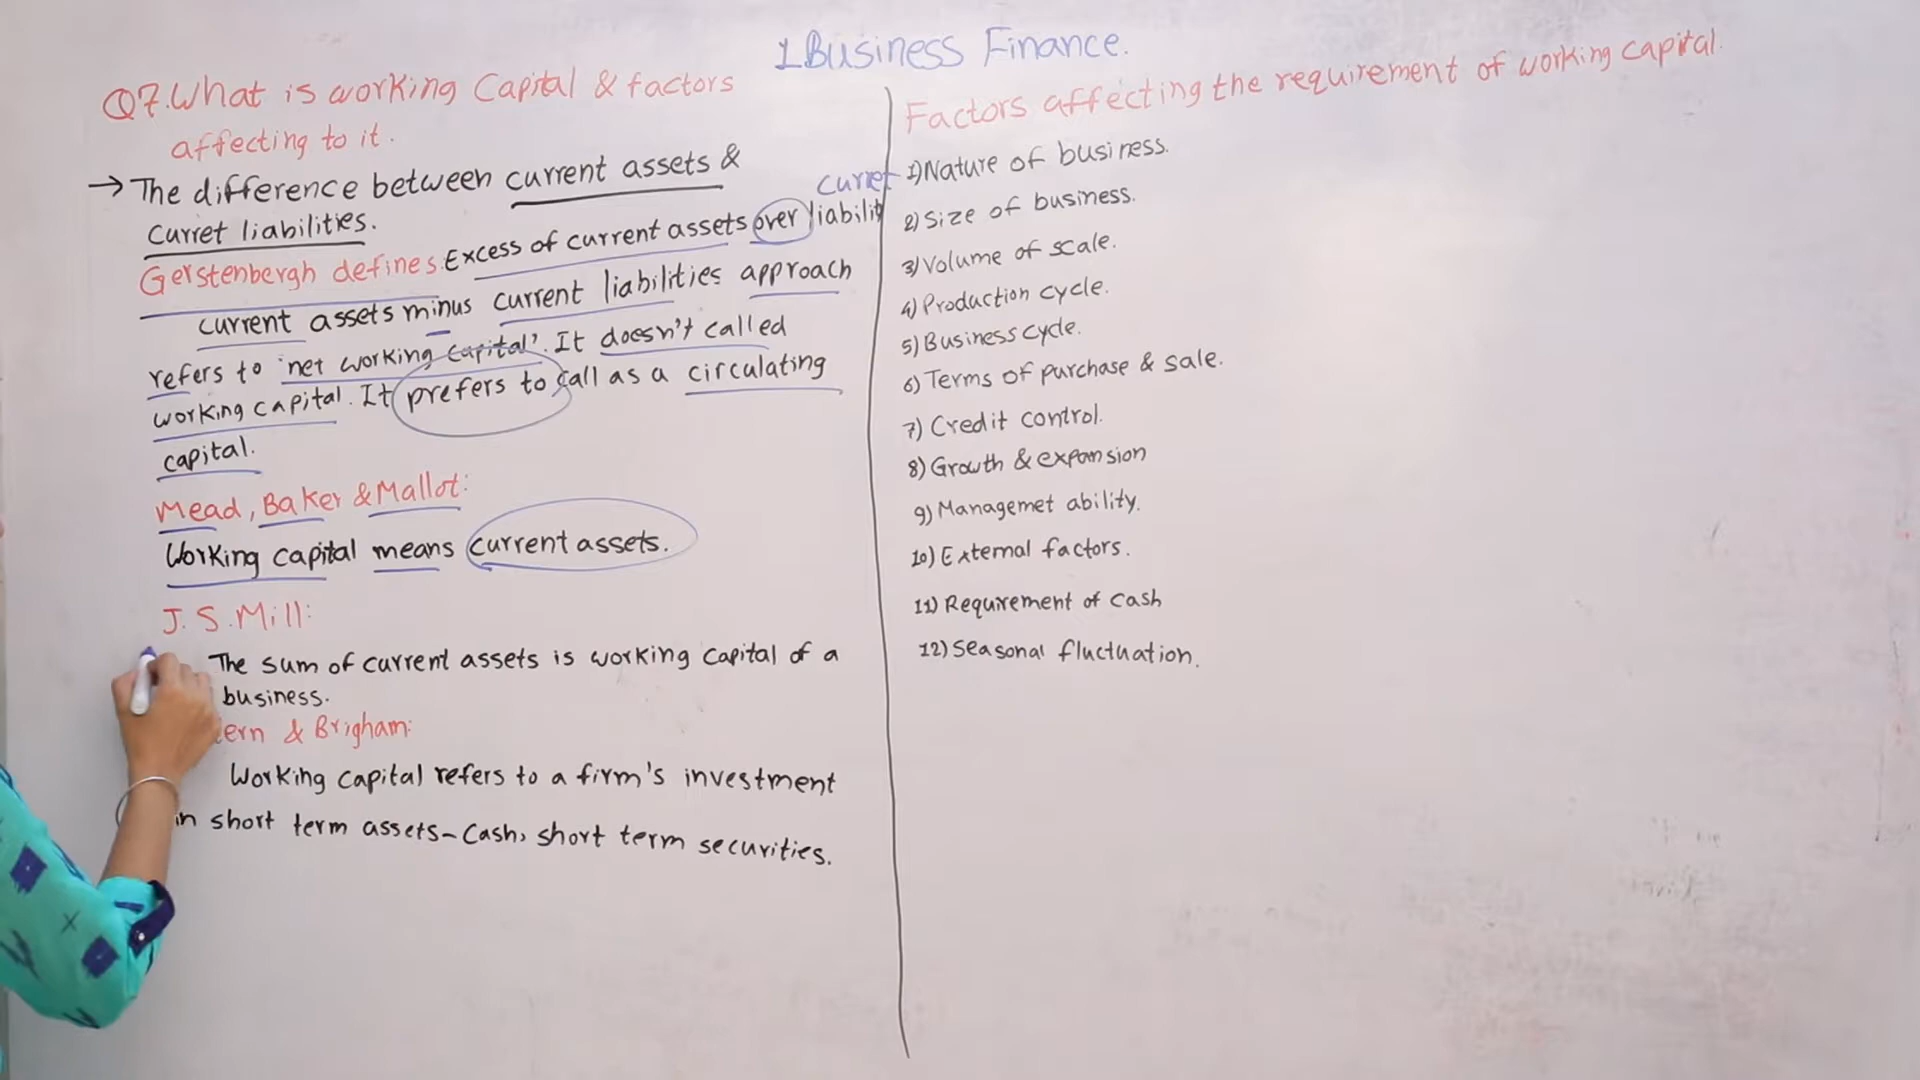 1 Business Finance.
Q7. What is working Capital & factors
affecting to it.
→ The difference between current assets &
curret liabilities.
Gerstenbergh defines: Excess of current assets over curret liabilit
current assets minus current liabilities approach
refers to 'net working capital'. It doesn't called
working capital. It prefers to call as a circulating
capital.
Mead, Baker & Mallot:
Working capital means current assets.
J. S. Mill:
The sum of current assets is working capital of a
business.
ern & Brigham:
Working capital refers to a firm's investment
in short term assets - Cash, short term securities.
Factors affecting the requirement of working capital.
1) Nature of business.
2) Size of business.
3) Volume of scale.
4) Production cycle.
5) Business cycle.
6) Terms of purchase & sale.
7) Credit control.
8) Growth & expansion
9) Managemet ability.
10) External factors.
11) Requirement of cash
12) Seasonal fluctuation.